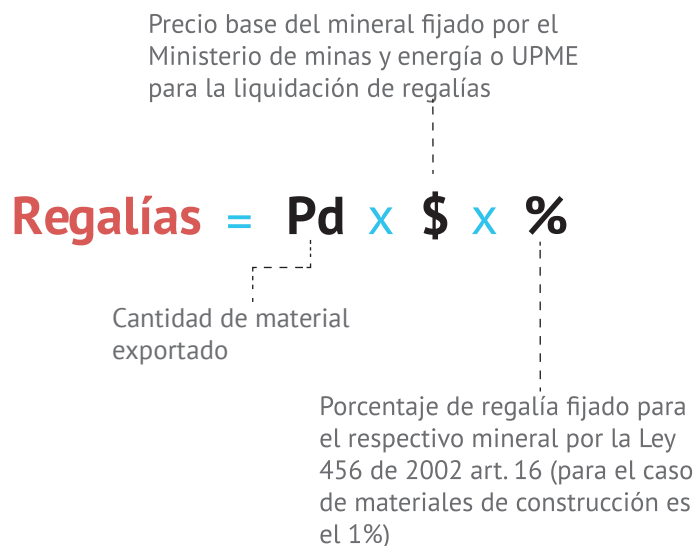 Precio base del mineral fijado por el
Ministerio de minas y energía o UPME
para la liquidación de regalías
Regalías = Pd x $ x %
Cantidad de material
exportado
Porcentaje de regalía fijado para
el respectivo mineral por la Ley
456 de 2002 art. 16 (para el caso
de materiales de construcción es
el 1%)